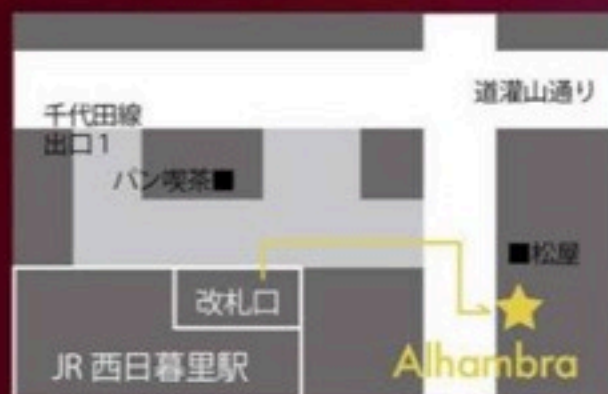 道灌山通り
千代田線
出口1
パン喫茶■
■松屋
改札口
JR 西日暮里駅
Alhambra